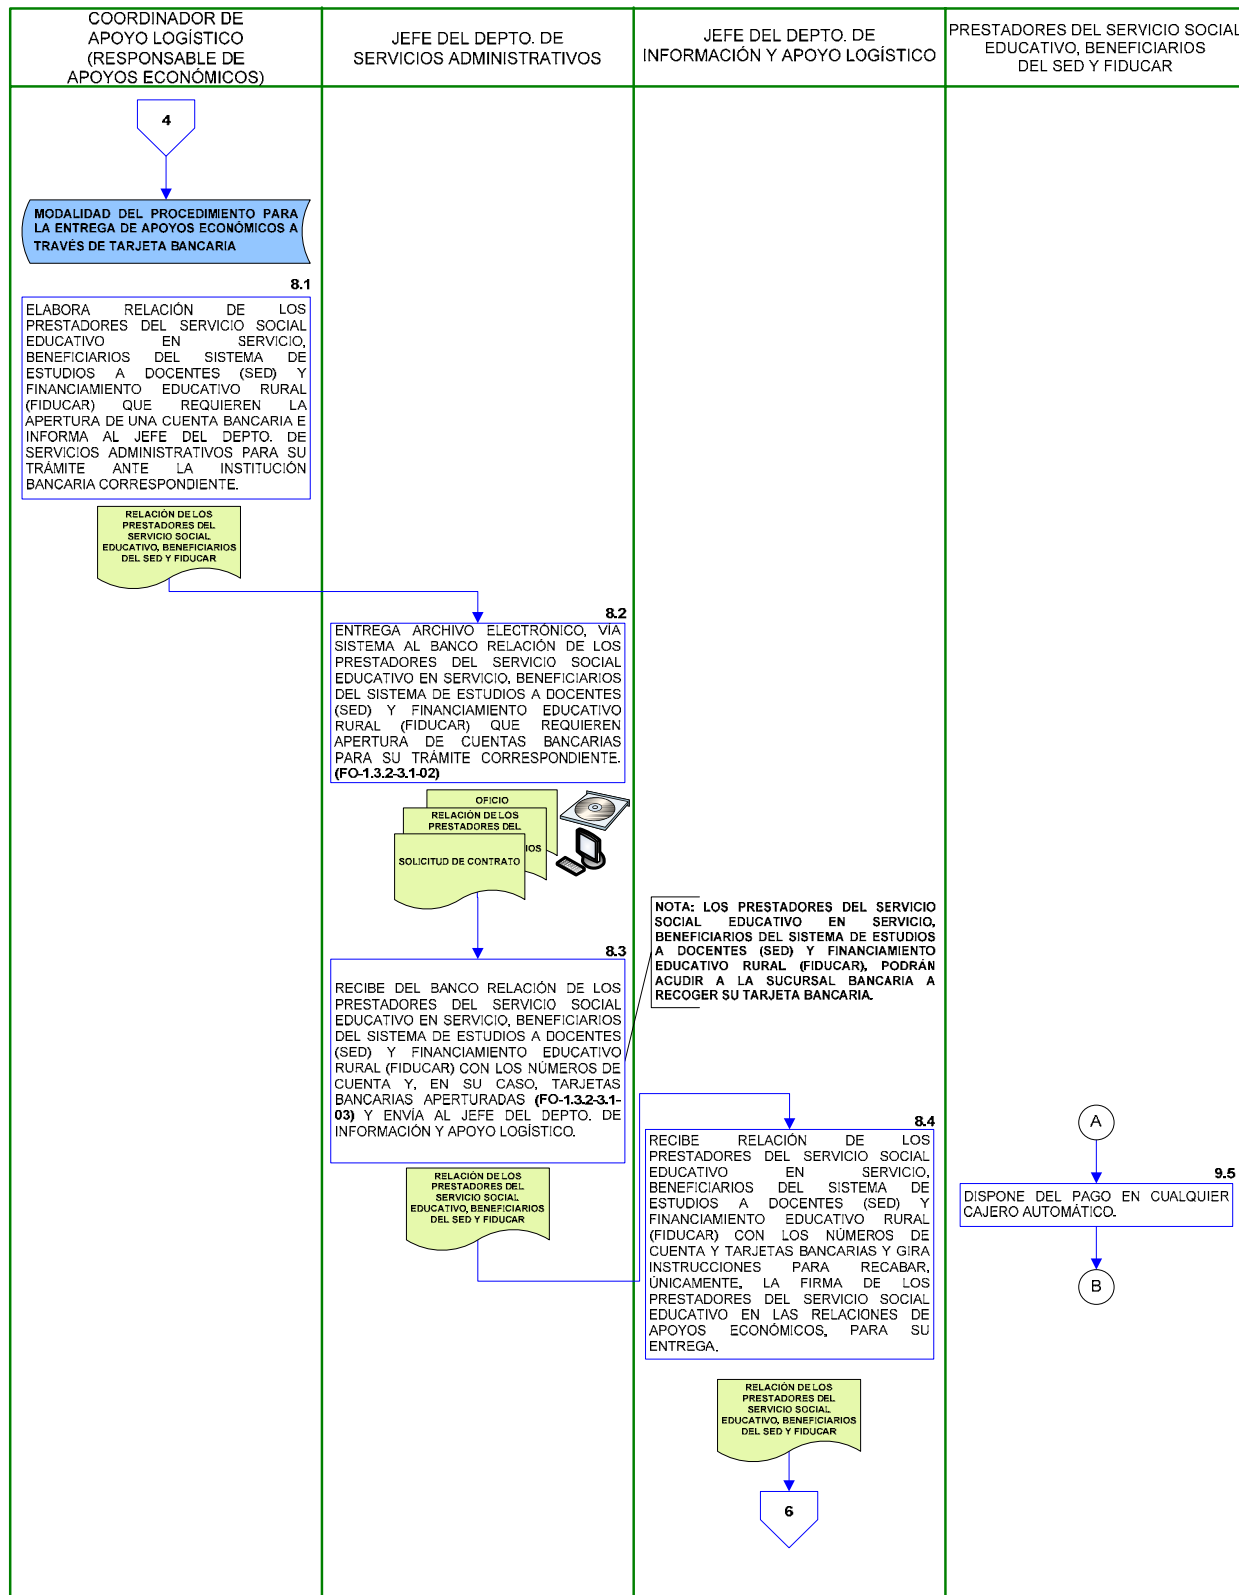 COORDINADOR DE
APOYO LOGÍSTICO
(RESPONSABLE DE
APOYOS ECONÓMICOS)
JEFE DEL DEPTO. DE
SERVICIOS ADMINISTRATIVOS
JEFE DEL DEPTO. DE
INFORMACIÓN Y APOYO LOGÍSTICO
PRESTADORES DEL SERVICIO SOCIAL
EDUCATIVO, BENEFICIARIOS
DEL SED Y FIDUCAR
4
MODALIDAD DEL PROCEDIMIENTO PARA
LA ENTREGA DE APOYOS ECONÓMICOS A
TRAVÉS DE TARJETA BANCARIA
8.1
ELABORA RELACIÓN DE LOS
PRESTADORES DEL SERVICIO SOCIAL
EDUCATIVO EN SERVICIO,
BENEFICIARIOS DEL SISTEMA DE
ESTUDIOS A DOCENTES (SED) Y
FINANCIAMIENTO EDUCATIVO RURAL
(FIDUCAR) QUE REQUIEREN LA
APERTURA DE UNA CUENTA BANCARIA E
INFORMA AL JEFE DEL DEPTO. DE
SERVICIOS ADMINISTRATIVOS PARA SU
TRÁMITE ANTE LA INSTITUCIÓN
BANCARIA CORRESPONDIENTE.
RELACIÓN DE LOS
PRESTADORES DEL
SERVICIO SOCIAL
EDUCATIVO, BENEFICIARIOS
DEL SED Y FIDUCAR
8.2
ENTREGA ARCHIVO ELECTRÓNICO, VÍA
SISTEMA AL BANCO RELACIÓN DE LOS
PRESTADORES DEL SERVICIO SOCIAL
EDUCATIVO EN SERVICIO, BENEFICIARIOS
DEL SISTEMA DE ESTUDIOS A DOCENTES
(SED) Y FINANCIAMIENTO EDUCATIVO
RURAL (FIDUCAR) QUE REQUIEREN
APERTURA DE CUENTAS BANCARIAS
PARA SU TRÁMITE CORRESPONDIENTE.
(FO-1.3.2-3.1-02)
OFICIO
RELACIÓN DE LOS
PRESTADORES DEL
IOS
SOLICITUD DE CONTRATO
8.3
RECIBE DEL BANCO RELACIÓN DE LOS
PRESTADORES DEL SERVICIO SOCIAL
EDUCATIVO EN SERVICIO, BENEFICIARIOS
DEL SISTEMA DE ESTUDIOS A DOCENTES
(SED) Y FINANCIAMIENTO EDUCATIVO
RURAL (FIDUCAR) CON LOS NÚMEROS DE
CUENTA Y, EN SU CASO, TARJETAS
BANCARIAS APERTURADAS (FO-1.3.2-3.1-
03) Y ENVÍA AL JEFE DEL DEPTO. DE
INFORMACIÓN Y APOYO LOGÍSTICO.
RELACIÓN DE LOS
PRESTADORES DEL
SERVICIO SOCIAL
EDUCATIVO, BENEFICIARIOS
DEL SED Y FIDUCAR
NOTA: LOS PRESTADORES DEL SERVICIO
SOCIAL EDUCATIVO EN SERVICIO,
BENEFICIARIOS DEL SISTEMA DE ESTUDIOS
A DOCENTES (SED) Y FINANCIAMIENTO
EDUCATIVO RURAL (FIDUCAR), PODRÁN
ACUDIR A LA SUCURSAL BANCARIA A
RECOGER SU TARJETA BANCARIA.
8.4
RECIBE RELACIÓN DE LOS
PRESTADORES DEL SERVICIO SOCIAL
EDUCATIVO EN SERVICIO,
BENEFICIARIOS DEL SISTEMA DE
ESTUDIOS A DOCENTES (SED) Y
FINANCIAMIENTO EDUCATIVO RURAL
(FIDUCAR) CON LOS NÚMEROS DE
CUENTA Y TARJETAS BANCARIAS Y GIRA
INSTRUCCIONES PARA RECABAR,
ÚNICAMENTE, LA FIRMA DE LOS
PRESTADORES DEL SERVICIO SOCIAL
EDUCATIVO EN LAS RELACIONES DE
APOYOS ECONÓMICOS, PARA SU
ENTREGA.
RELACIÓN DE LOS
PRESTADORES DEL
SERVICIO SOCIAL
EDUCATIVO, BENEFICIARIOS
DEL SED Y FIDUCAR
6
A
9.5
DISPONE DEL PAGO EN CUALQUIER
CAJERO AUTOMÁTICO.
B